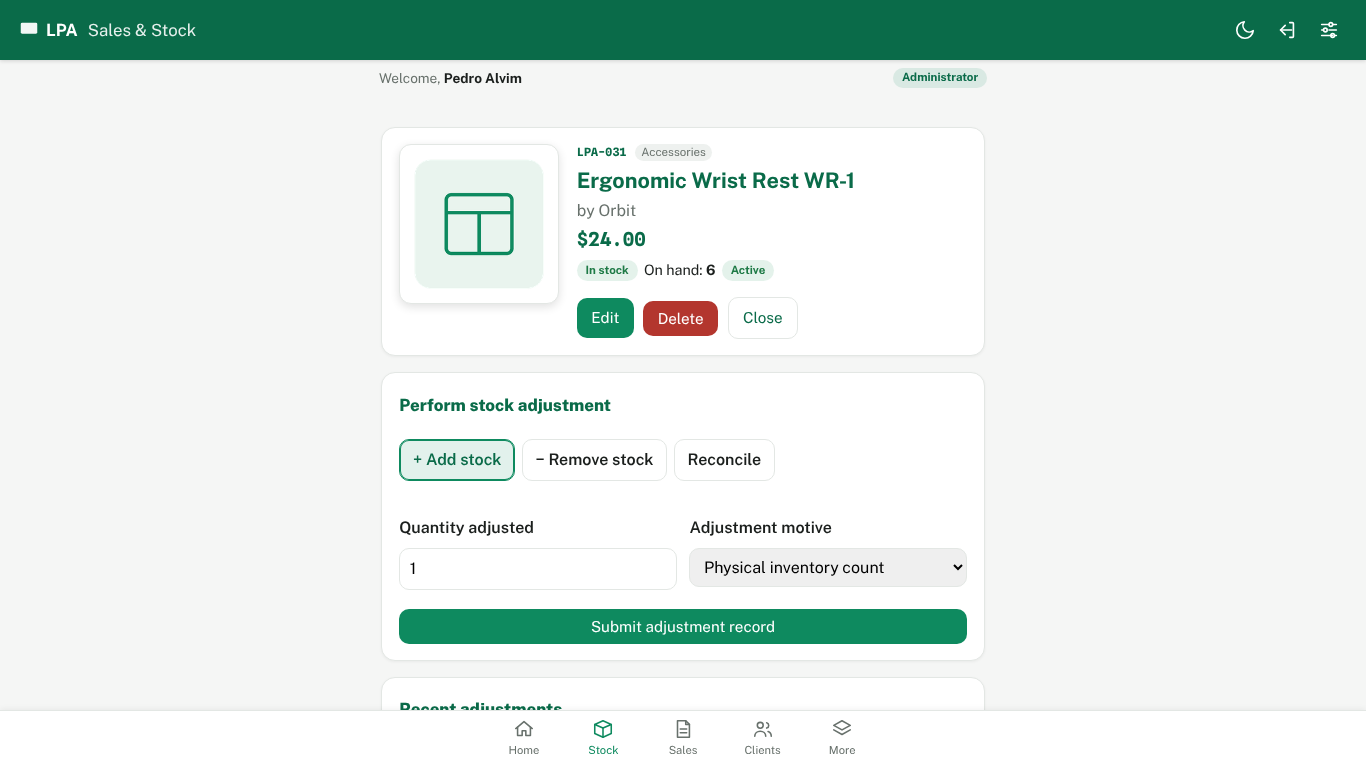 LPA Sales & Stock
Welcome, Pedro Alvim
Administrator
LPA-031 Accessories
Ergonomic Wrist Rest WR-1
by Orbit
$24.00
In stock On hand: 6 Active
Edit Delete Close
Perform stock adjustment
+ Add stock − Remove stock Reconcile
Quantity adjusted Adjustment motive
1 Physical inventory count
Submit adjustment record
Recent adjustments
Home Stock Sales Clients More